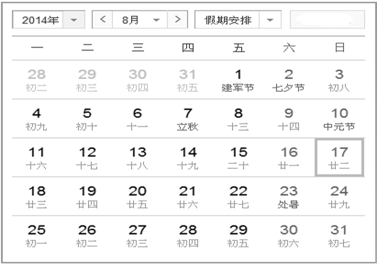 2014年 < 8月 > 假期安排
一 二 三 四 五 六 日
28 29 30 31 1 2 3
初二 初三 初四 初五 建军节 七夕节 初八
4 5 6 7 8 9 10
初九 初十 十一 立秋 十三 十四 中元节
11 12 13 14 15 16 17
十六 十七 十八 十九 二十 廿一 廿二
18 19 20 21 22 23 24
廿三 廿四 廿五 廿六 廿七 处暑 廿九
25 26 27 28 29 30 31
初一 初二 初三 初四 初五 初六 初七